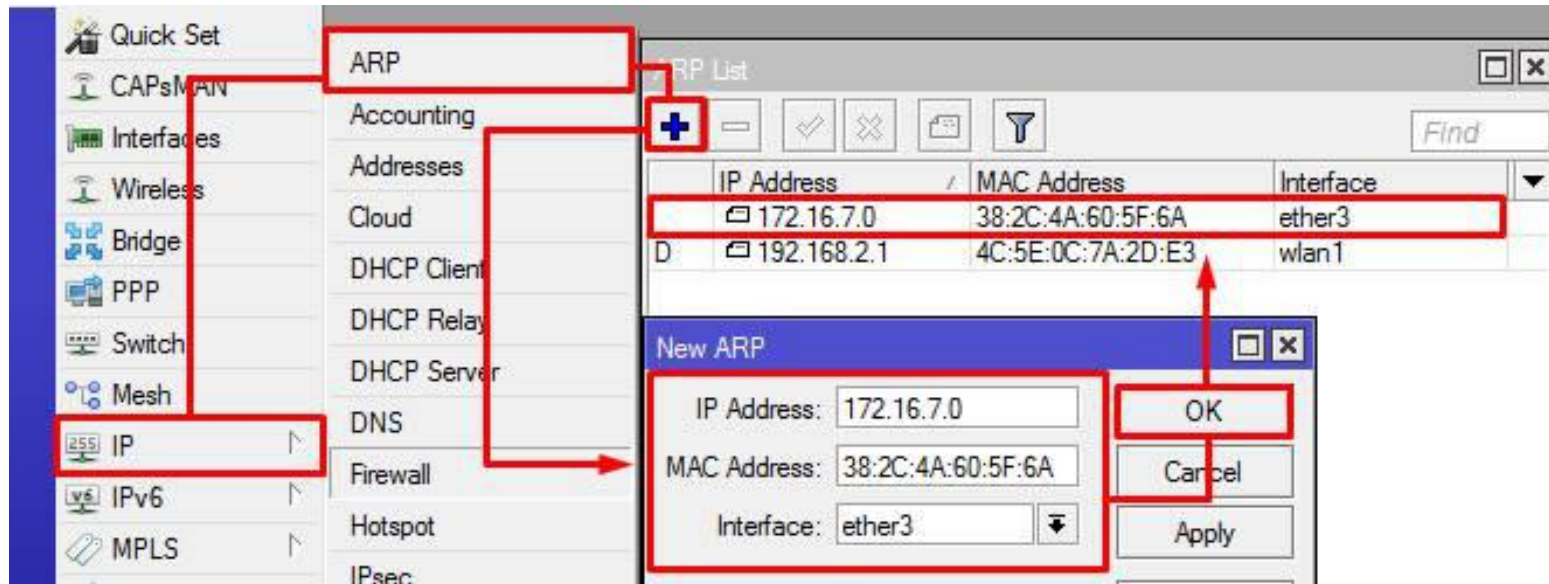 Quick Set
CAPsMAN
Interfaces
Wireless
Bridge
PPP
Switch
Mesh
255 IP
v6 IPv6
MPLS
ARP
Accounting
Addresses
Cloud
DHCP Client
DHCP Relay
DHCP Server
DNS
Firewall
Hotspot
IPsec
ARP List
Find
IP Address / MAC Address Interface
172.16.7.0 38:2C:4A:60:5F:6A ether3
D 192.168.2.1 4C:5E:0C:7A:2D:E3 wlan1
New ARP
IP Address: 172.16.7.0
MAC Address: 38:2C:4A:60:5F:6A
Interface: ether3
OK
Cancel
Apply